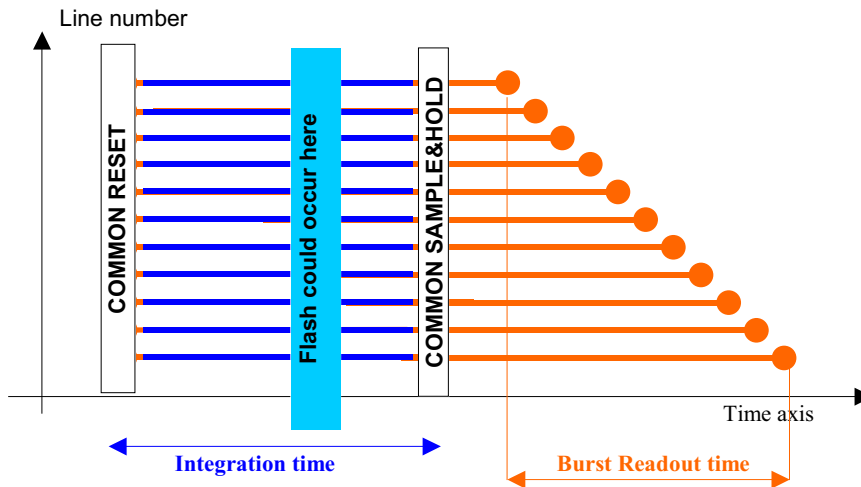 Line number
COMMON RESET
Flash could occur here
COMMON SAMPLE&HOLD
Time axis
Integration time
Burst Readout time